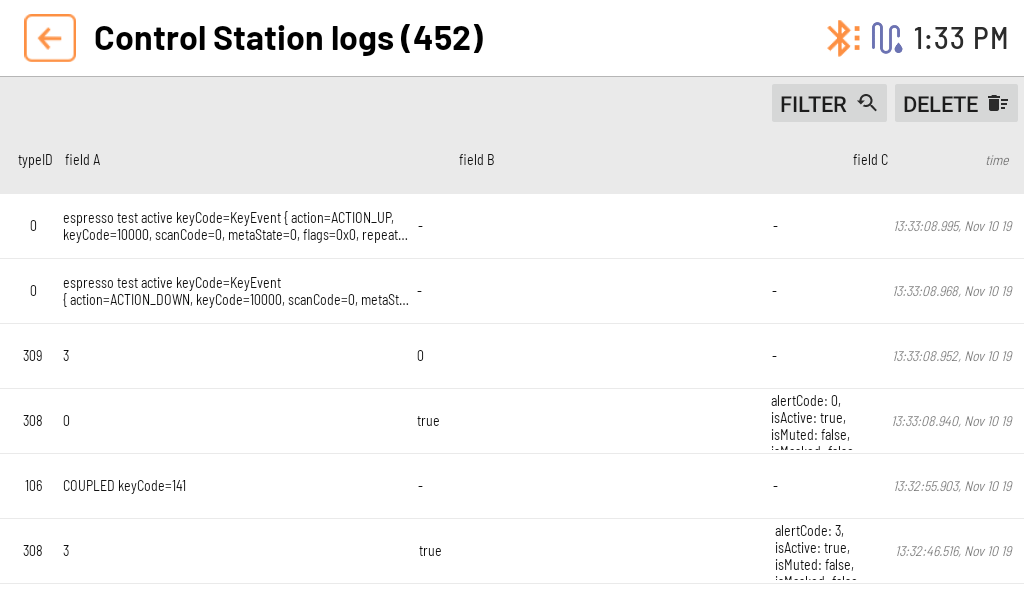 Control Station logs (452)
1:33 PM
FILTER
DELETE
typeID field A field B field C time
0 espresso test active keyCode=KeyEvent { action=ACTION_UP,
keyCode=10000, scanCode=0, metaState=0, flags=0x0, repeat... - - 13:33:08.995, Nov 10 19
0 espresso test active keyCode=KeyEvent
{ action=ACTION_DOWN, keyCode=10000, scanCode=0, metaSt... - - 13:33:08.968, Nov 10 19
309 3 0 - 13:33:08.952, Nov 10 19
308 0 true alertCode: 0,
isActive: true,
isMuted: false,
13:33:08.940, Nov 10 19
106 COUPLED keyCode=141 - - 13:32:55.903, Nov 10 19
308 3 true alertCode: 3,
isActive: true,
isMuted: false,
13:32:46.516, Nov 10 19